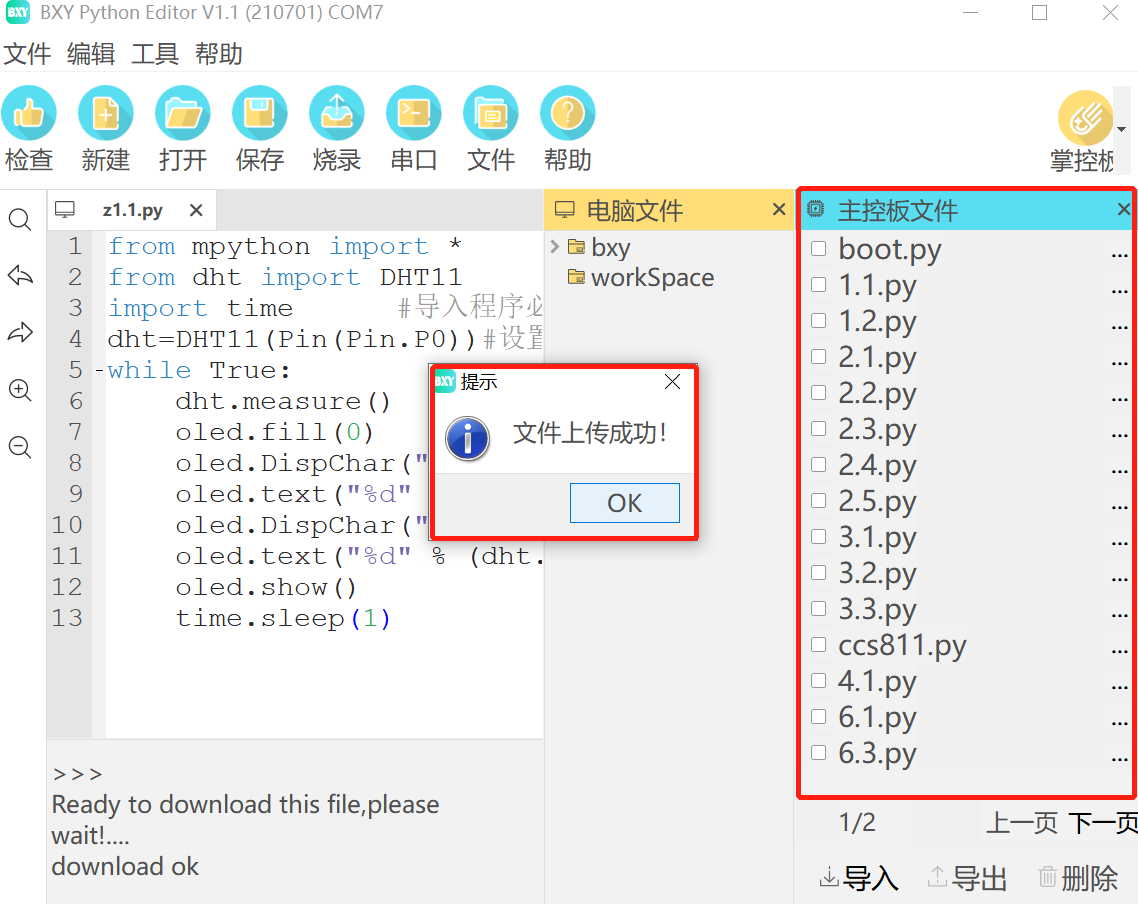 BXY BXY Python Editor V1.1 (210701) COM7
文件 编辑 工具 帮助
检查 新建 打开 保存 烧录 串口 文件 帮助 掌控板
z1.1.py
1 from mpython import *
2 from dht import DHT11
3 import time #导入程序必
4 dht=DHT11(Pin(Pin.P0))#设置
5 while True:
6 dht.measure()
7 oled.fill(0)
8 oled.DispChar("
9 oled.text("%d"
10 oled.DispChar("
11 oled.text("%d" % (dht.
12 oled.show()
13 time.sleep(1)
>>>
Ready to download this file,please
wait!....
download ok
电脑文件
bxy
workSpace
BXY 提示
文件上传成功!
OK
主控板文件
boot.py ...
1.1.py ...
1.2.py ...
2.1.py ...
2.2.py ...
2.3.py ...
2.4.py ...
2.5.py ...
3.1.py ...
3.2.py ...
3.3.py ...
ccs811.py ...
4.1.py ...
6.1.py ...
6.3.py ...
1/2 上一页 下一页
导入 导出 删除